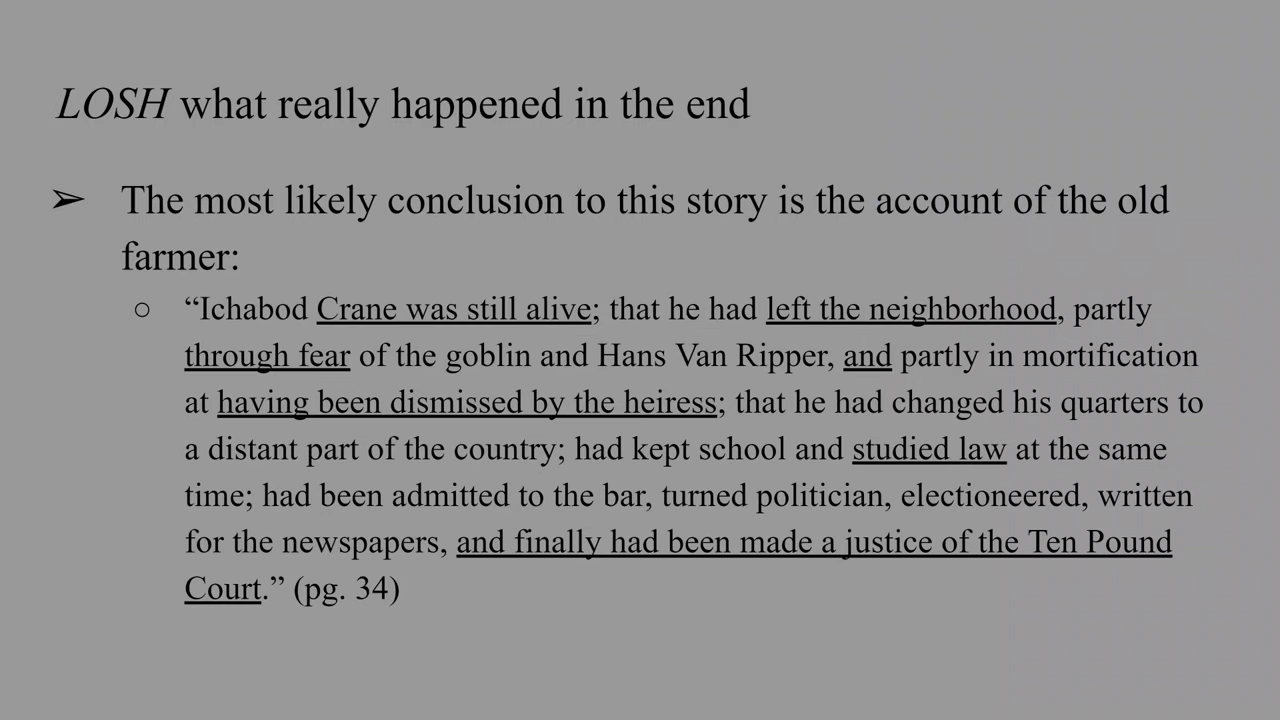 LOSH what really happened in the end
➢ The most likely conclusion to this story is the account of the old
farmer:
○ “Ichabod Crane was still alive; that he had left the neighborhood, partly
through fear of the goblin and Hans Van Ripper, and partly in mortification
at having been dismissed by the heiress; that he had changed his quarters to
a distant part of the country; had kept school and studied law at the same
time; had been admitted to the bar, turned politician, electioneered, written
for the newspapers, and finally had been made a justice of the Ten Pound
Court.” (pg. 34)